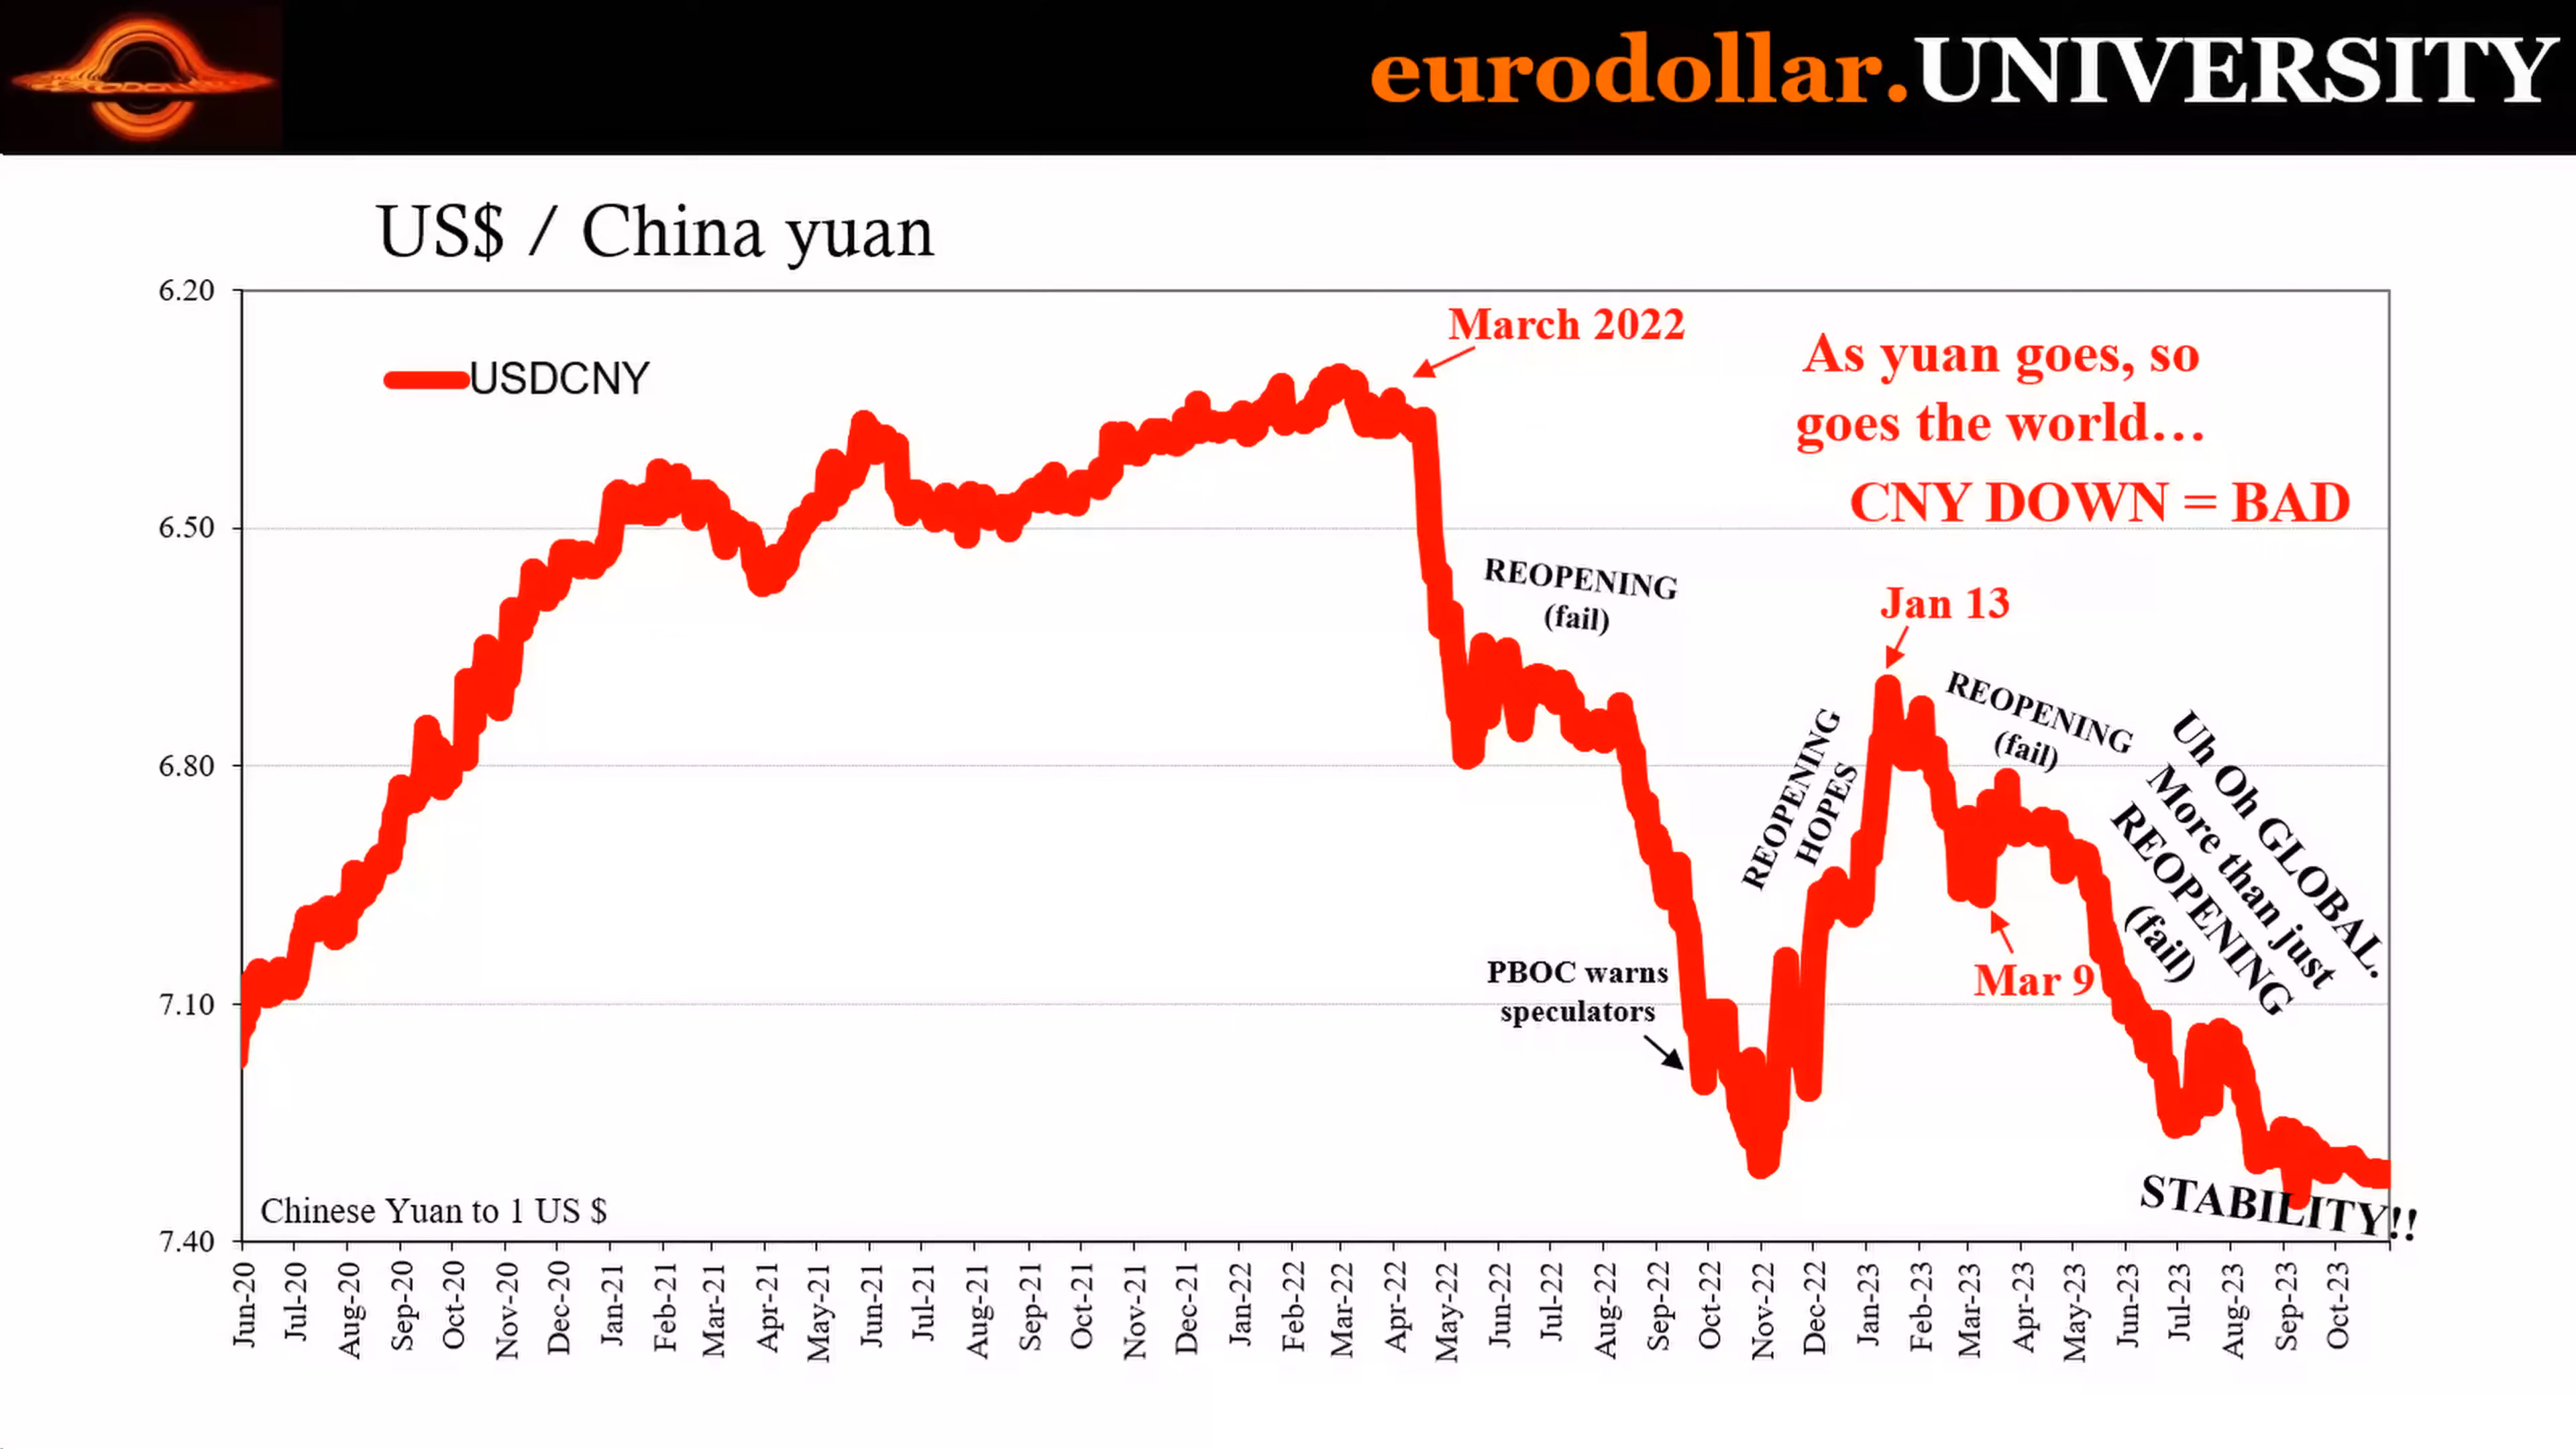 eurodollar.UNIVERSITY
US$ / China yuan
6.20
6.50
6.80
7.10
7.40
USDCNY
March 2022
As yuan goes, so
goes the world…
CNY DOWN = BAD
REOPENING
(fail)
Jan 13
REOPENING
HOPES
REOPENING
(fail)
Uh Oh GLOBAL.
More than just
REOPENING
(fail)
PBOC warns
speculators
Mar 9
STABILITY!!
Chinese Yuan to 1 US $
Jun-20
Jul-20
Aug-20
Sep-20
Oct-20
Nov-20
Dec-20
Jan-21
Feb-21
Mar-21
Apr-21
May-21
Jun-21
Jul-21
Aug-21
Sep-21
Oct-21
Nov-21
Dec-21
Jan-22
Feb-22
Mar-22
Apr-22
May-22
Jun-22
Jul-22
Aug-22
Sep-22
Oct-22
Nov-22
Dec-22
Jan-23
Feb-23
Mar-23
Apr-23
May-23
Jun-23
Jul-23
Aug-23
Sep-23
Oct-23